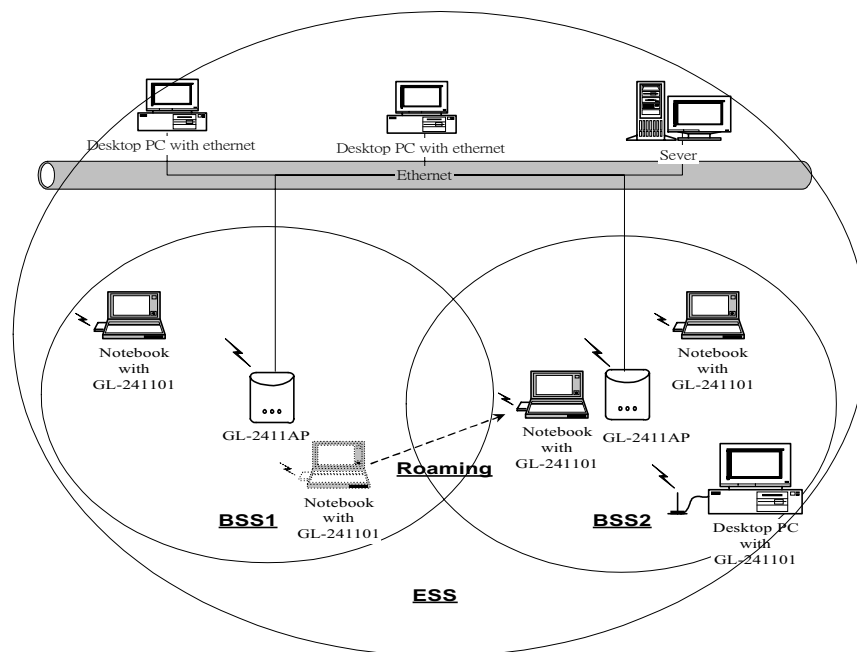 Desktop PC with ethernet
Desktop PC with ethernet
Sever
Ethernet
Notebook
with
GL-241101
GL-2411AP
Notebook
with
GL-241101
Roaming
BSS1
Notebook
with
GL-241101
GL-2411AP
Notebook
with
GL-241101
BSS2
Desktop PC
with
GL-241101
ESS